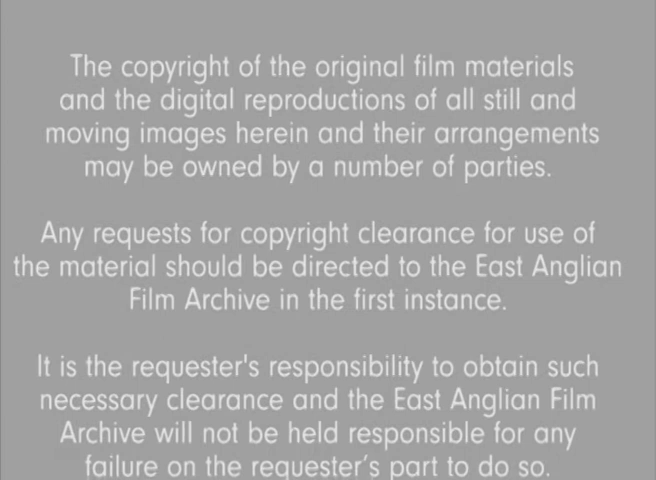 The copyright of the original film materials
and the digital reproductions of all still and
moving images herein and their arrangements
may be owned by a number of parties.
Any requests for copyright clearance for use of
the material should be directed to the East Anglian
Film Archive in the first instance.
It is the requester's responsibility to obtain such
necessary clearance and the East Anglian Film
Archive will not be held responsible for any
failure on the requester’s part to do so.